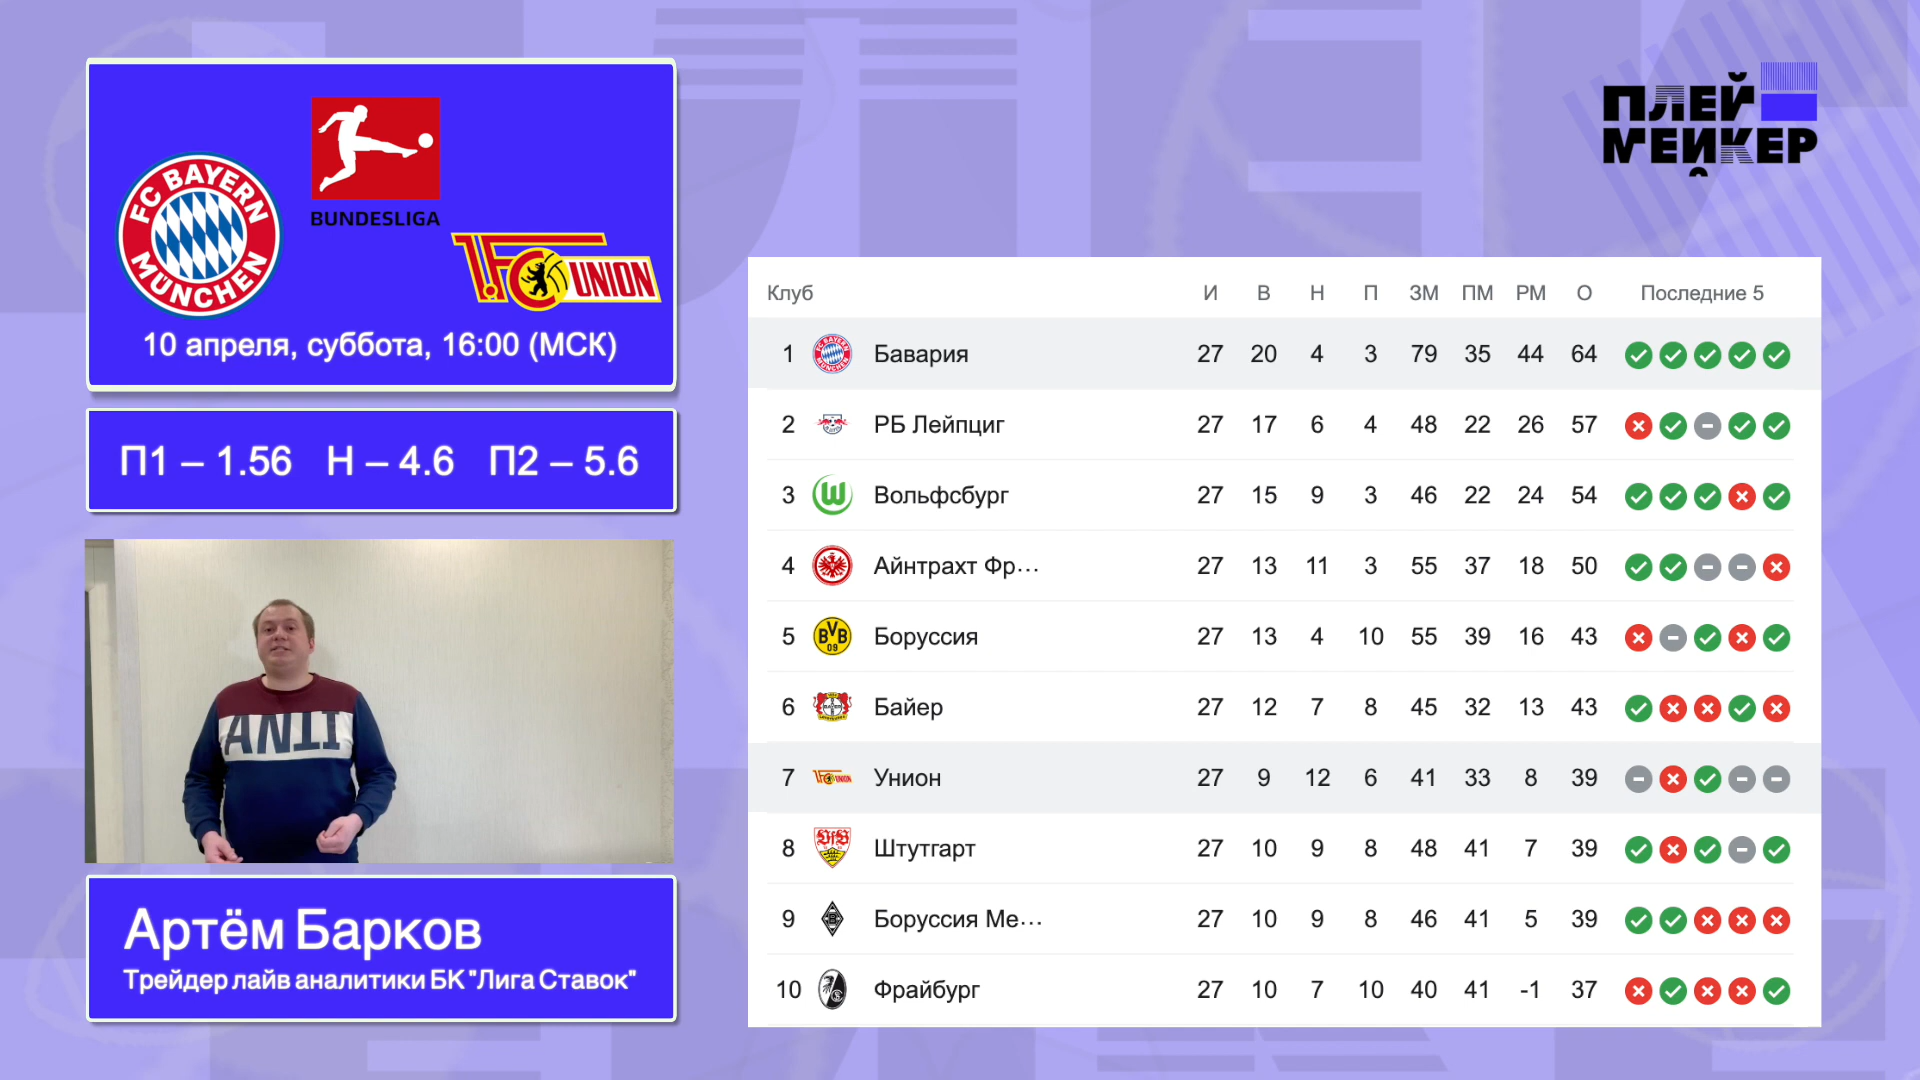 FC BAYERN
MÜNCHEN
BUNDESLIGA
1.FC UNION
10 апреля, суббота, 16:00 (МСК)
П1 – 1.56 Н – 4.6 П2 – 5.6
ANTI
Артём Барков
Трейдер лайв аналитики БК "Лига Ставок"
ПЛЕЙ
МЕЙКЕР
Клуб И В Н П ЗМ ПМ РМ О Последние 5
1 Бавария 27 20 4 3 79 35 44 64
2 РБ Лейпциг 27 17 6 4 48 22 26 57
3 Вольфсбург 27 15 9 3 46 22 24 54
4 Айнтрахт Фр... 27 13 11 3 55 37 18 50
5 BVB 09 Боруссия 27 13 4 10 55 39 16 43
6 Байер 27 12 7 8 45 32 13 43
7 Унион 27 9 12 6 41 33 8 39
8 VfB Штутгарт 27 10 9 8 48 41 7 39
9 Боруссия Ме... 27 10 9 8 46 41 5 39
10 Фрайбург 27 10 7 10 40 41 -1 37